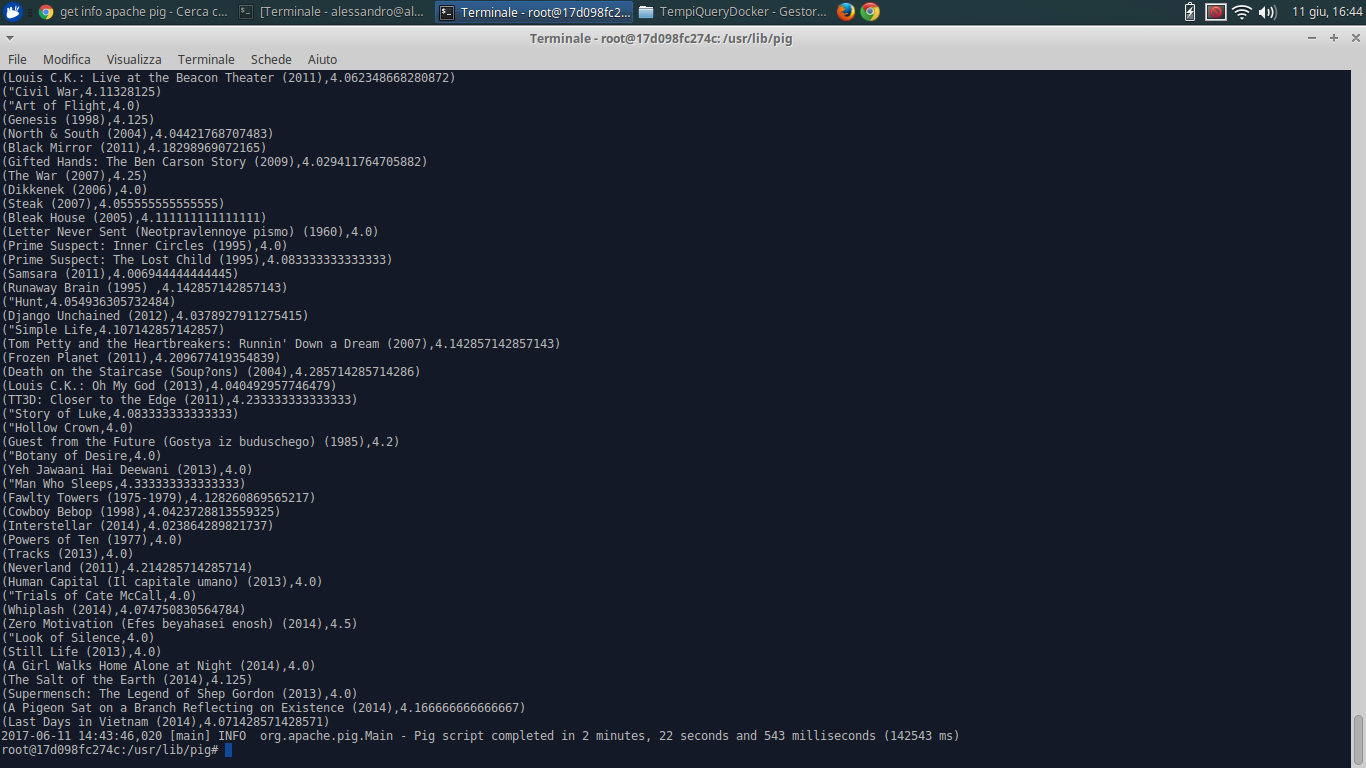 get info apache pig - Cerca c...
[Terminale - alessandro@al...
Terminale - root@17d098fc2...
TempiQueryDocker - Gestor...
11 giu, 16:44
Terminale - root@17d098fc274c: /usr/lib/pig
File Modifica Visualizza Terminale Schede Aiuto
(Louis C.K.: Live at the Beacon Theater (2011),4.062348668280872)
("Civil War,4.11328125)
("Art of Flight,4.0)
(Genesis (1998),4.125)
(North & South (2004),4.04421768707483)
(Black Mirror (2011),4.18298969072165)
(Gifted Hands: The Ben Carson Story (2009),4.029411764705882)
(The War (2007),4.25)
(Dikkenek (2006),4.0)
(Steak (2007),4.055555555555555)
(Bleak House (2005),4.111111111111111)
(Letter Never Sent (Neotpravlennoye pismo) (1960),4.0)
(Prime Suspect: Inner Circles (1995),4.0)
(Prime Suspect: The Lost Child (1995),4.083333333333333)
(Samsara (2011),4.006944444444445)
(Runaway Brain (1995) ,4.142857142857143)
("Hunt,4.054936305732484)
(Django Unchained (2012),4.0378927911275415)
("Simple Life,4.107142857142857)
(Tom Petty and the Heartbreakers: Runnin' Down a Dream (2007),4.142857142857143)
(Frozen Planet (2011),4.209677419354839)
(Death on the Staircase (Soup?ons) (2004),4.285714285714286)
(Louis C.K.: Oh My God (2013),4.040492957746479)
(TT3D: Closer to the Edge (2011),4.233333333333333)
("Story of Luke,4.083333333333333)
("Hollow Crown,4.0)
(Guest from the Future (Gostya iz buduschego) (1985),4.2)
("Botany of Desire,4.0)
(Yeh Jawaani Hai Deewani (2013),4.0)
("Man Who Sleeps,4.333333333333333)
(Fawlty Towers (1975-1979),4.128260869565217)
(Cowboy Bebop (1998),4.0423728813559325)
(Interstellar (2014),4.023864289821737)
(Powers of Ten (1977),4.0)
(Tracks (2013),4.0)
(Neverland (2011),4.214285714285714)
(Human Capital (Il capitale umano) (2013),4.0)
("Trials of Cate McCall,4.0)
(Whiplash (2014),4.074750830564784)
(Zero Motivation (Efes beyahasei enosh) (2014),4.5)
("Look of Silence,4.0)
(Still Life (2013),4.0)
(A Girl Walks Home Alone at Night (2014),4.0)
(The Salt of the Earth (2014),4.125)
(Supermensch: The Legend of Shep Gordon (2013),4.0)
(A Pigeon Sat on a Branch Reflecting on Existence (2014),4.166666666666667)
(Last Days in Vietnam (2014),4.071428571428571)
2017-06-11 14:43:46,020 [main] INFO  org.apache.pig.Main - Pig script completed in 2 minutes, 22 seconds and 543 milliseconds (142543 ms)
root@17d098fc274c:/usr/lib/pig#